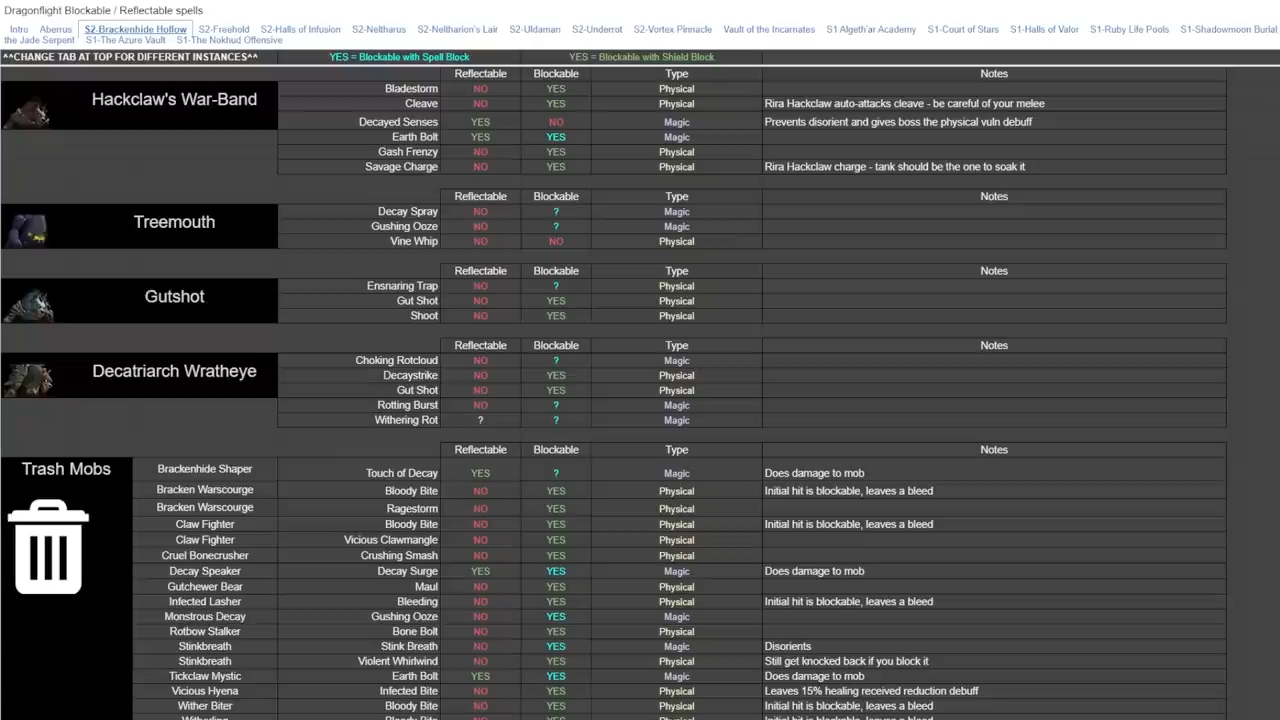 Dragonflight Blockable / Reflectable spells
Intro Aberrus S2-Brackenhide Hollow S2-Freehold S2-Halls of Infusion S2-Neltharus S2-Neltharion's Lair S2-Uldaman S2-Underrot S2-Vortex Pinnacle Vault of the Incarnates S1 Algeth'ar Academy S1-Court of Stars S1-Halls of Valor S1-Ruby Life Pools S1-Shadowmoon Burial
the Jade Serpent S1-The Azure Vault S1-The Nokhud Offensive
^^CHANGE TAB AT TOP FOR DIFFERENT INSTANCES^^ YES = Blockable with Spell Block YES = Blockable with Shield Block
Reflectable Blockable Type Notes
Hackclaw's War-Band
Bladestorm NO YES Physical
Cleave NO YES Physical Rira Hackclaw auto-attacks cleave - be careful of your melee
Decayed Senses YES NO Magic Prevents disorient and gives boss the physical vuln debuff
Earth Bolt YES YES Magic
Gash Frenzy NO YES Physical
Savage Charge NO YES Physical Rira Hackclaw charge - tank should be the one to soak it
Reflectable Blockable Type Notes
Treemouth
Decay Spray NO ? Magic
Gushing Ooze NO ? Magic
Vine Whip NO NO Physical
Reflectable Blockable Type Notes
Gutshot
Ensnaring Trap NO ? Physical
Gut Shot NO YES Physical
Shoot NO YES Physical
Reflectable Blockable Type Notes
Decatriarch Wratheye
Choking Rotcloud NO ? Magic
Decaystrike NO YES Physical
Gut Shot NO YES Physical
Rotting Burst NO ? Magic
Withering Rot ? ? Magic
Reflectable Blockable Type Notes
Trash Mobs
Brackenhide Shaper Touch of Decay YES ? Magic Does damage to mob
Bracken Warscourge Bloody Bite NO YES Physical Initial hit is blockable, leaves a bleed
Bracken Warscourge Ragestorm NO YES Physical
Claw Fighter Bloody Bite NO YES Physical Initial hit is blockable, leaves a bleed
Claw Fighter Vicious Clawmangle NO YES Physical
Cruel Bonecrusher Crushing Smash NO YES Physical
Decay Speaker Decay Surge YES YES Magic Does damage to mob
Gutchewer Bear Maul NO YES Physical
Infected Lasher Bleeding NO YES Physical Initial hit is blockable, leaves a bleed
Monstrous Decay Gushing Ooze NO YES Magic
Rotbow Stalker Bone Bolt NO YES Physical
Stinkbreath Stink Breath NO YES Magic Disorients
Stinkbreath Violent Whirlwind NO YES Physical Still get knocked back if you block it
Tickclaw Mystic Earth Bolt YES YES Magic Does damage to mob
Vicious Hyena Infected Bite NO YES Physical Leaves 15% healing received reduction debuff
Wither Biter Bloody Bite NO YES Physical Initial hit is blockable, leaves a bleed